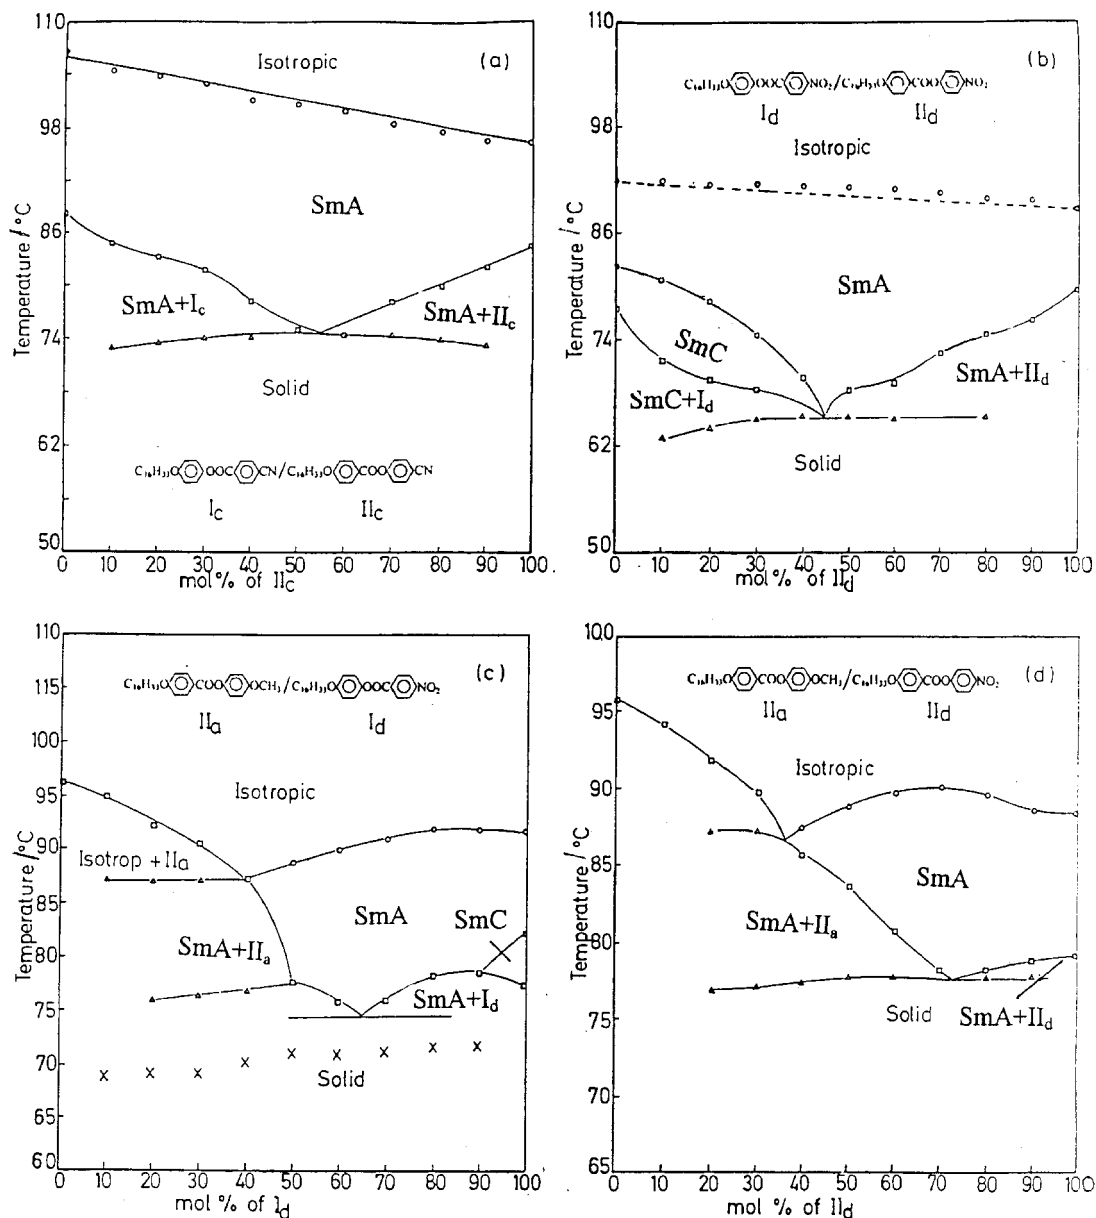 110
98
86
74
62
50
Temperature / °C
Isotropic
(a)
SmA
SmA+Ic
SmA+IIc
Solid
C₁₆H₃₃O OOC CN / C₁₆H₃₃O COO CN
Ic IIc
0 10 20 30 40 50 60 70 80 90 100
mol% of IIc
110
98
86
74
62
50
Temperature / °C
(b)
C₁₆H₃₃O OOC NO₂ / C₁₆H₃₃O COO NO₂
Id IId
Isotropic
SmA
SmC
SmC+Id
SmA+IId
Solid
0 10 20 30 40 50 60 70 80 90 100
mol % of IId
110
115
100
95
90
85
80
75
70
65
60
Temperature /°C
(c)
C₁₆H₃₃O COO OCH₃ / C₁₆H₃₃O OOC NO₂
IIa Id
Isotropic
Isotrop + IIa
SmA
SmC
SmA+IIa
SmA+Id
Solid
0 10 20 30 40 50 60 70 80 90 100
mol % of Id
100
95
90
85
80
75
70
65
Temperature / °C
(d)
C₁₆H₃₃O COO OCH₃ / C₁₆H₃₃O COO NO₂
IIa IId
Isotropic
SmA
SmA+IIa
Solid
SmA+IId
0 10 20 30 40 50 60 70 80 90 100
mol % of IId